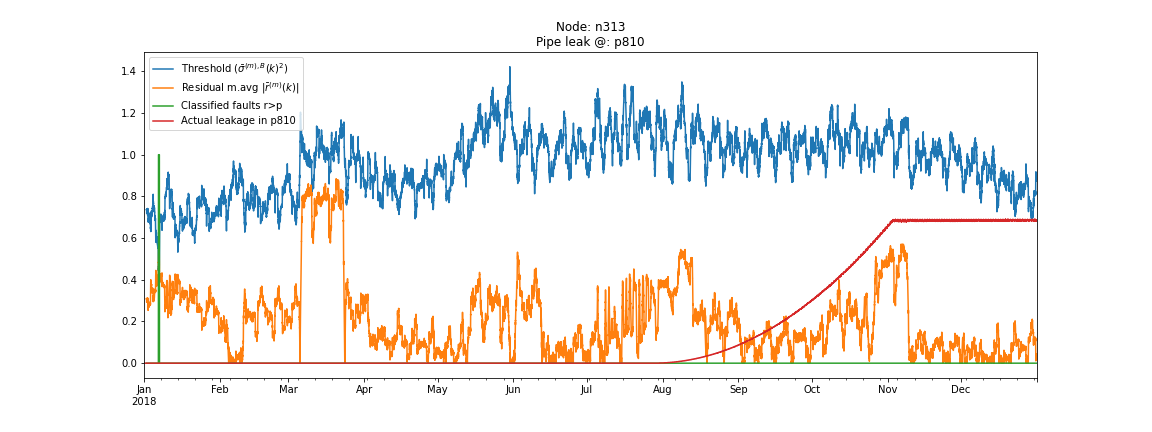 Node: n313
Pipe leak @: p810
Threshold (σ̄⁽ᵐ⁾,ᴮ(k)²)
Residual m.avg |r̄⁽ᵐ⁾(k)|
Classified faults r>p
Actual leakage in p810
1.4
1.2
1.0
0.8
0.6
0.4
0.2
0.0
Jan Feb Mar Apr May Jun Jul Aug Sep Oct Nov Dec
2018